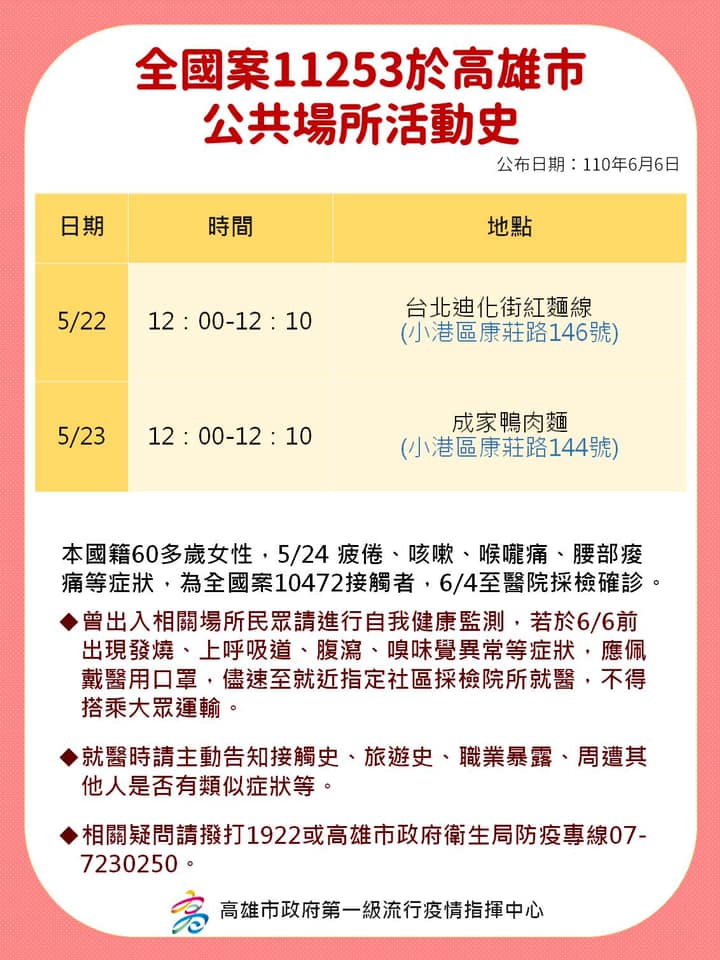 全國案11253於高雄市
公共場所活動史
公布日期：110年6月6日
日期 時間 地點
5/22 12：00-12：10 台北迪化街紅麵線
(小港區康莊路146號)
5/23 12：00-12：10 成家鴨肉麵
(小港區康莊路144號)
本國籍60多歲女性，5/24 疲倦、咳嗽、喉嚨痛、腰部痠
痛等症狀，為全國案10472接觸者，6/4至醫院採檢確診。
◆曾出入相關場所民眾請進行自我健康監測，若於6/6前
出現發燒、上呼吸道、腹瀉、嗅味覺異常等症狀，應佩
戴醫用口罩，儘速至就近指定社區採檢院所就醫，不得
搭乘大眾運輸。
◆就醫時請主動告知接觸史、旅遊史、職業暴露、周遭其
他人是否有類似症狀等。
◆相關疑問請撥打1922或高雄市政府衛生局防疫專線07-
7230250。
高雄市政府第一級流行疫情指揮中心